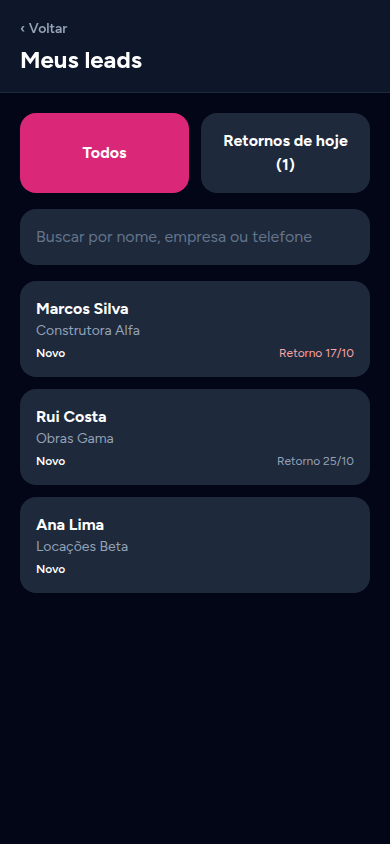 ‹ Voltar
Meus leads
Todos
Retornos de hoje
(1)
Buscar por nome, empresa ou telefone
Marcos Silva
Construtora Alfa
Novo
Retorno 17/10
Rui Costa
Obras Gama
Novo
Retorno 25/10
Ana Lima
Locações Beta
Novo